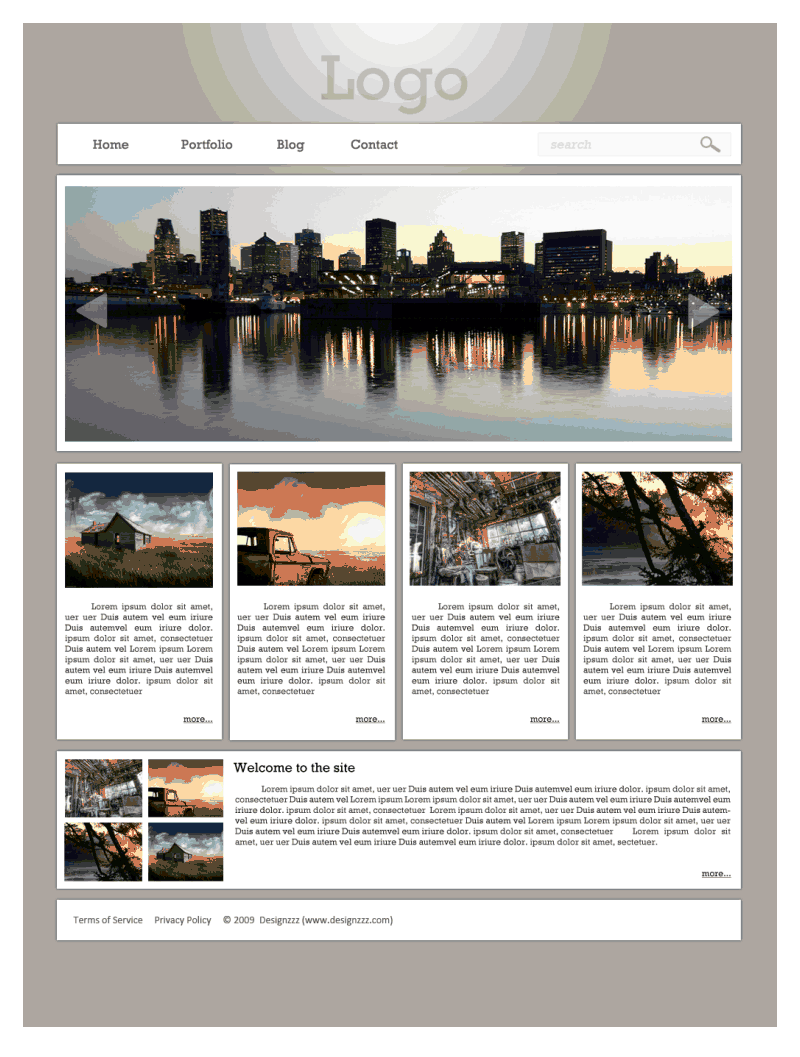 Logo
Home Portfolio Blog Contact search
Lorem ipsum dolor sit amet,
uer uer Duis autem vel eum iriure
Duis autemvel eum iriure dolor.
ipsum dolor sit amet, consectetuer
Duis autem vel Lorem ipsum Lorem
ipsum dolor sit amet, uer uer Duis
autem vel eum iriure Duis autemvel
eum iriure dolor. ipsum dolor sit
amet, consectetuer
more...
Lorem ipsum dolor sit amet,
uer uer Duis autem vel eum iriure
Duis autemvel eum iriure dolor.
ipsum dolor sit amet, consectetuer
Duis autem vel Lorem ipsum Lorem
ipsum dolor sit amet, uer uer Duis
autem vel eum iriure Duis autemvel
eum iriure dolor. ipsum dolor sit
amet, consectetuer
more...
Lorem ipsum dolor sit amet,
uer uer Duis autem vel eum iriure
Duis autemvel eum iriure dolor.
ipsum dolor sit amet, consectetuer
Duis autem vel Lorem ipsum Lorem
ipsum dolor sit amet, uer uer Duis
autem vel eum iriure Duis autemvel
eum iriure dolor. ipsum dolor sit
amet, consectetuer
more...
Lorem ipsum dolor sit amet,
uer uer Duis autem vel eum iriure
Duis autemvel eum iriure dolor.
ipsum dolor sit amet, consectetuer
Duis autem vel Lorem ipsum Lorem
ipsum dolor sit amet, uer uer Duis
autem vel eum iriure Duis autemvel
eum iriure dolor. ipsum dolor sit
amet, consectetuer
more...
Welcome to the site
Lorem ipsum dolor sit amet, uer uer Duis autem vel eum iriure Duis autemvel eum iriure dolor. ipsum dolor sit amet,
consectetuer Duis autem vel Lorem ipsum Lorem ipsum dolor sit amet, uer uer Duis autem vel eum iriure Duis autemvel eum
iriure dolor. ipsum dolor sit amet, consectetuer Lorem ipsum dolor sit amet, uer uer Duis autem vel eum iriure Duis autem-
vel eum iriure dolor. ipsum dolor sit amet, consectetuer Duis autem vel Lorem ipsum Lorem ipsum dolor sit amet, uer uer
Duis autem vel eum iriure Duis autemvel eum iriure dolor. ipsum dolor sit amet, consectetuer Lorem ipsum dolor sit
amet, uer uer Duis autem vel eum iriure Duis autemvel eum iriure dolor. ipsum dolor sit amet, sectetuer.
more...
Terms of Service Privacy Policy © 2009 Designzzz (www.designzzz.com)